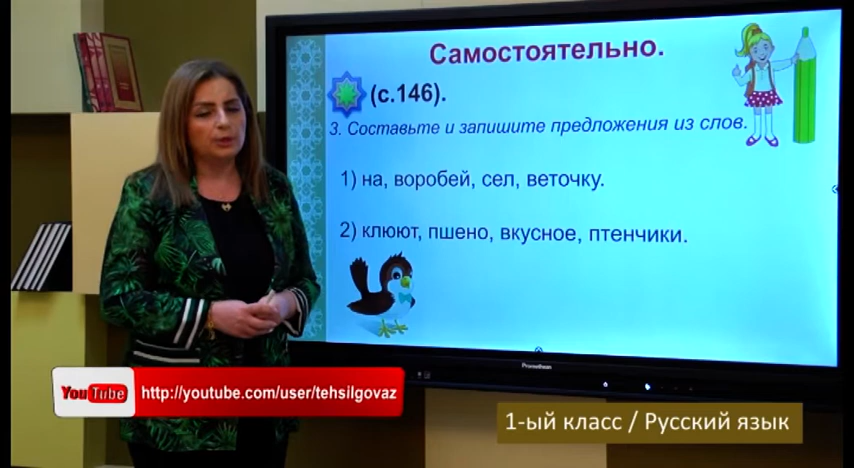 Самостоятельно.
(с.146).
3. Составьте и запишите предложения из слов.
1) на, воробей, сел, веточку.
2) клюют, пшено, вкусное, птенчики.
Promethean
YouTube http://youtube.com/user/tehsilgovaz
1-ый класс / Русский язык